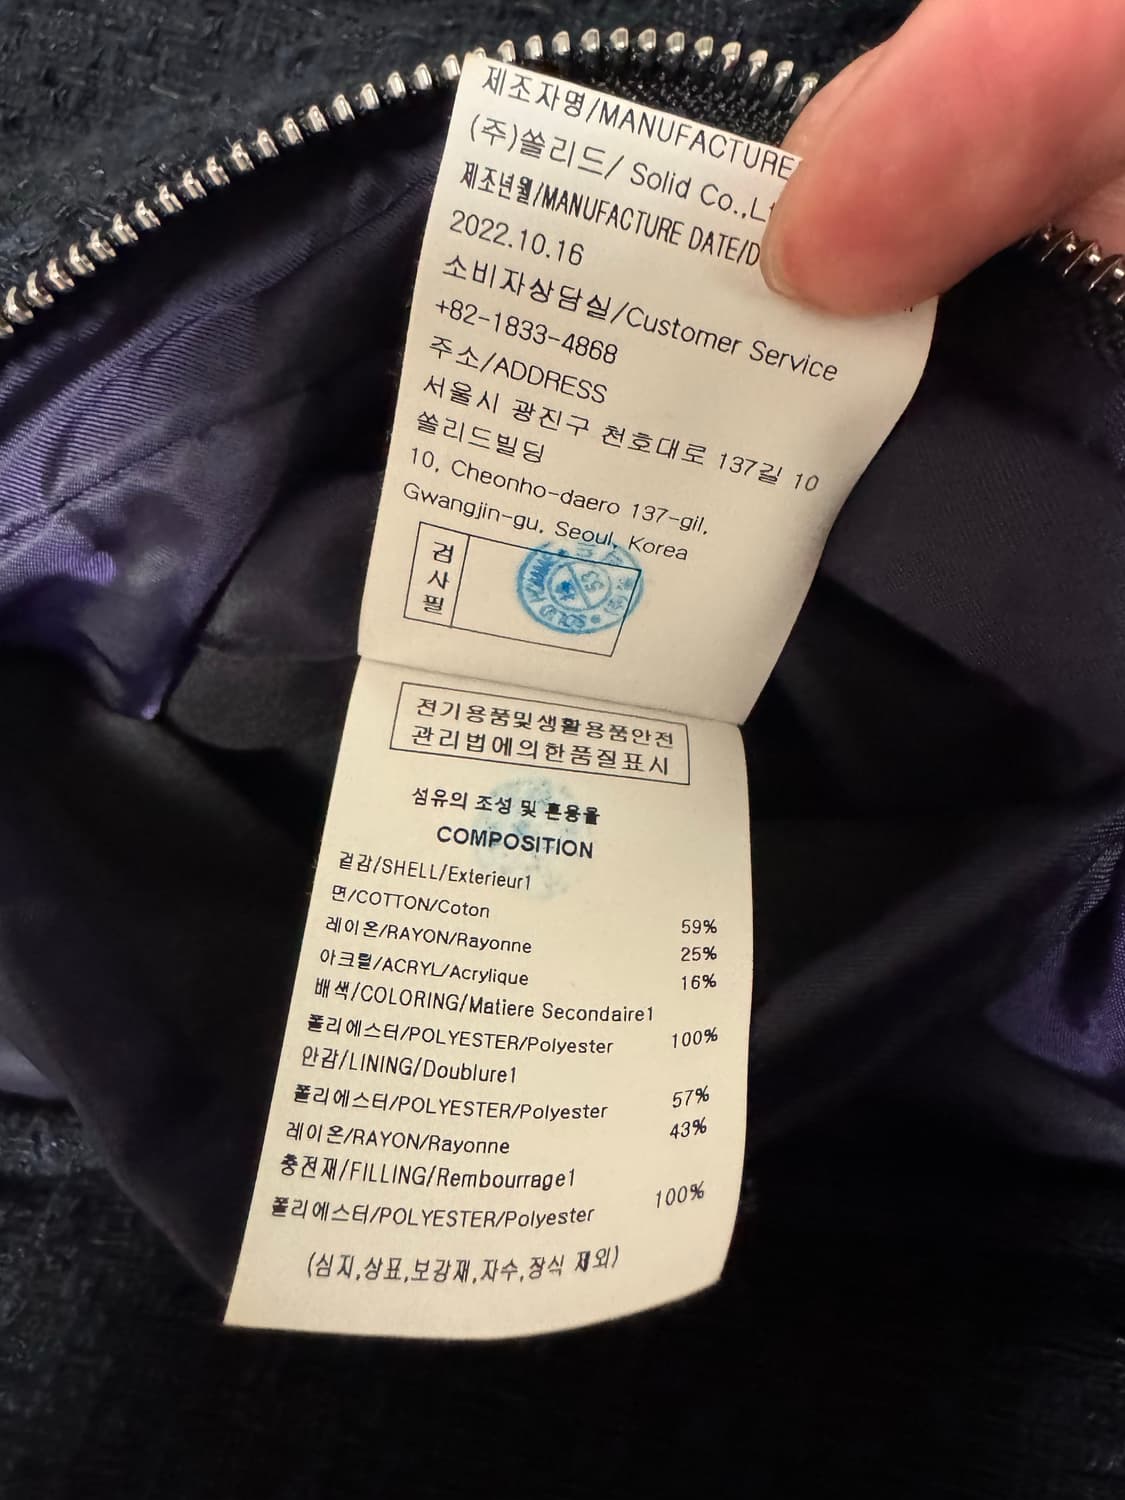 제조자명/MANUFACTURE
(주)쏠리드/ Solid Co.,
제조년월/MANUFACTURE DATE/D
2022.10.16
소비자상담실/Customer Service
+82-1833-4868
주소/ADDRESS
서울시 광진구 천호대로 137길 10
쏠리드빌딩
10, Cheonho-daero 137-gil,
Gwangjin-gu, Seoul, Korea
검사필
53
SOLID
전기용품및생활용품안전
관리법에의한품질표시
섬유의 조성 및 혼용율
COMPOSITION
겉감/SHELL/Exterieur1
면/COTTON/Coton 59%
레이온/RAYON/Rayonne 25%
아크릴/ACRYL/Acrylique 16%
배색/COLORING/Matiere Secondaire1
폴리에스터/POLYESTER/Polyester 100%
안감/LINING/Doublure1
폴리에스터/POLYESTER/Polyester 57%
레이온/RAYON/Rayonne 43%
충전재/FILLING/Rembourrage1
폴리에스터/POLYESTER/Polyester 100%
(심지,상표,보강재,자수,장식 제외)